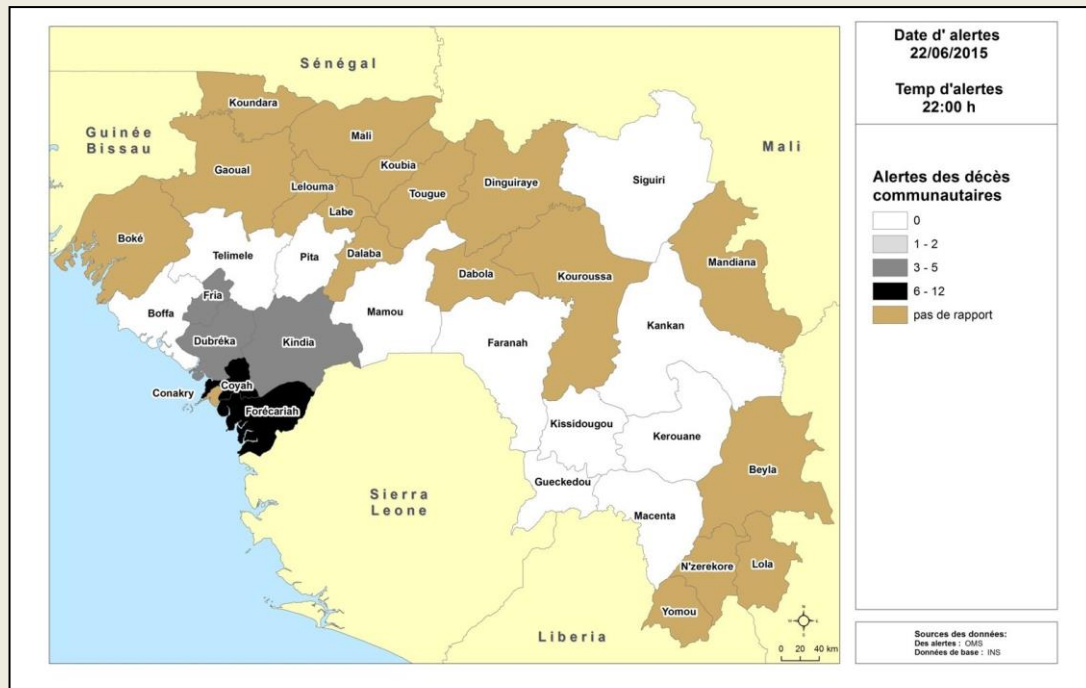 Date d' alertes
22/06/2015
Temp d'alertes
22:00 h
Alertes des décès
communautaires
0
1 - 2
3 - 5
6 - 12
pas de rapport
Sources des données:
Des alertes : OMS
Données de base : INS
Sénégal
Guinée
Bissau
Mali
Sierra
Leone
Liberia
Koundara
Mali
Gaoual
Koubia
Lelouma
Tougue
Dinguiraye
Siguiri
Labe
Boké
Telimele
Pita
Dalaba
Dabola
Kouroussa
Mandiana
Fria
Boffa
Mamou
Dubréka
Kindia
Faranah
Kankan
Conakry
Coyah
Forécariah
Kissidougou
Kerouane
Beyla
Gueckedou
Macenta
N'zerekore
Lola
Yomou
0 20 40 km